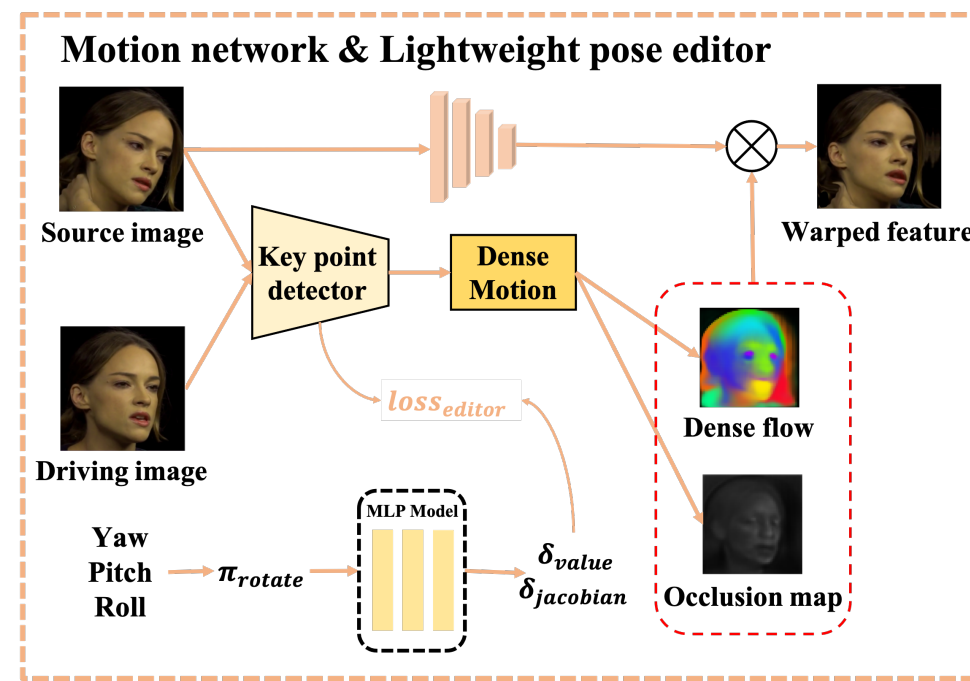 Motion network & Lightweight pose editor
Source image
Warped feature
Key point
detector
Dense
Motion
Driving image
loss_editor
Dense flow
MLP Model
Yaw
Pitch
Roll
π_rotate
δ_value
δ_jacobian
Occlusion map